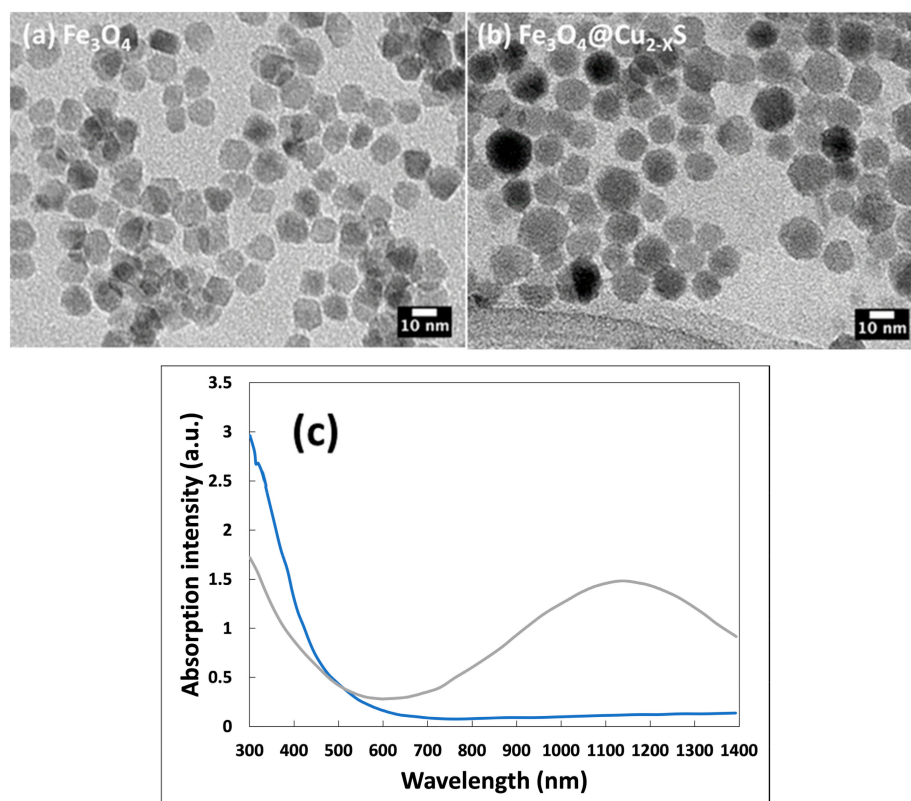 (a) Fe₃O₄
(b) Fe₃O₄@Cu₂₋ₓS
10 nm
10 nm
(c)
Absorption intensity (a.u.)
3.5
3
2.5
2
1.5
1
0.5
0
300 400 500 600 700 800 900 1000 1100 1200 1300 1400
Wavelength (nm)